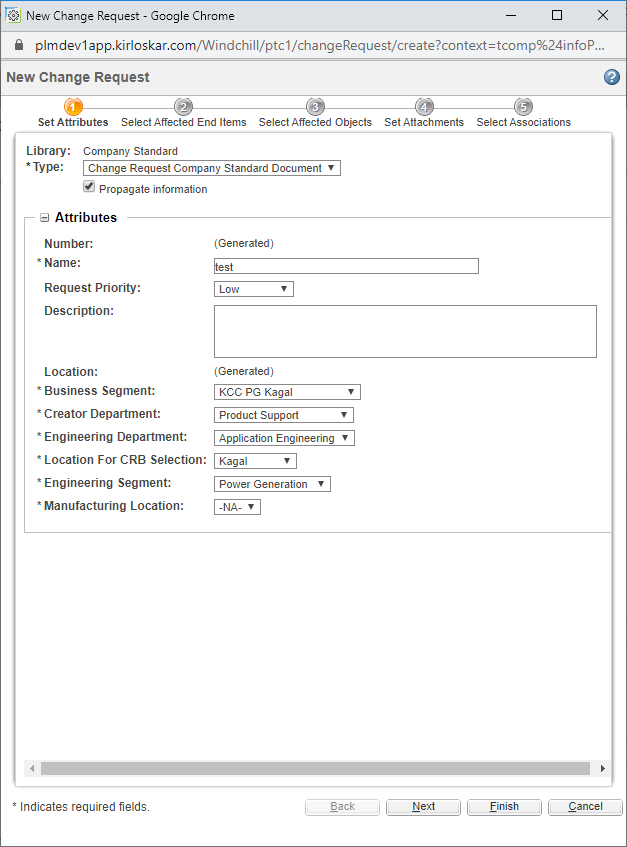 New Change Request - Google Chrome
plmdev1app.kirloskar.com/Windchill/ptc1/changeRequest/create?context=tcomp%24infoP...
New Change Request ?
1 2 3 4 5
Set Attributes Select Affected End Items Select Affected Objects Set Attachments Select Associations
Library: Company Standard
* Type: Change Request Company Standard Document
Propagate information
Attributes
Number: (Generated)
* Name: test
Request Priority: Low
Description:
Location: (Generated)
* Business Segment: KCC PG Kagal
* Creator Department: Product Support
* Engineering Department: Application Engineering
* Location For CRB Selection: Kagal
* Engineering Segment: Power Generation
* Manufacturing Location: -NA-
* Indicates required fields. Back Next Finish Cancel